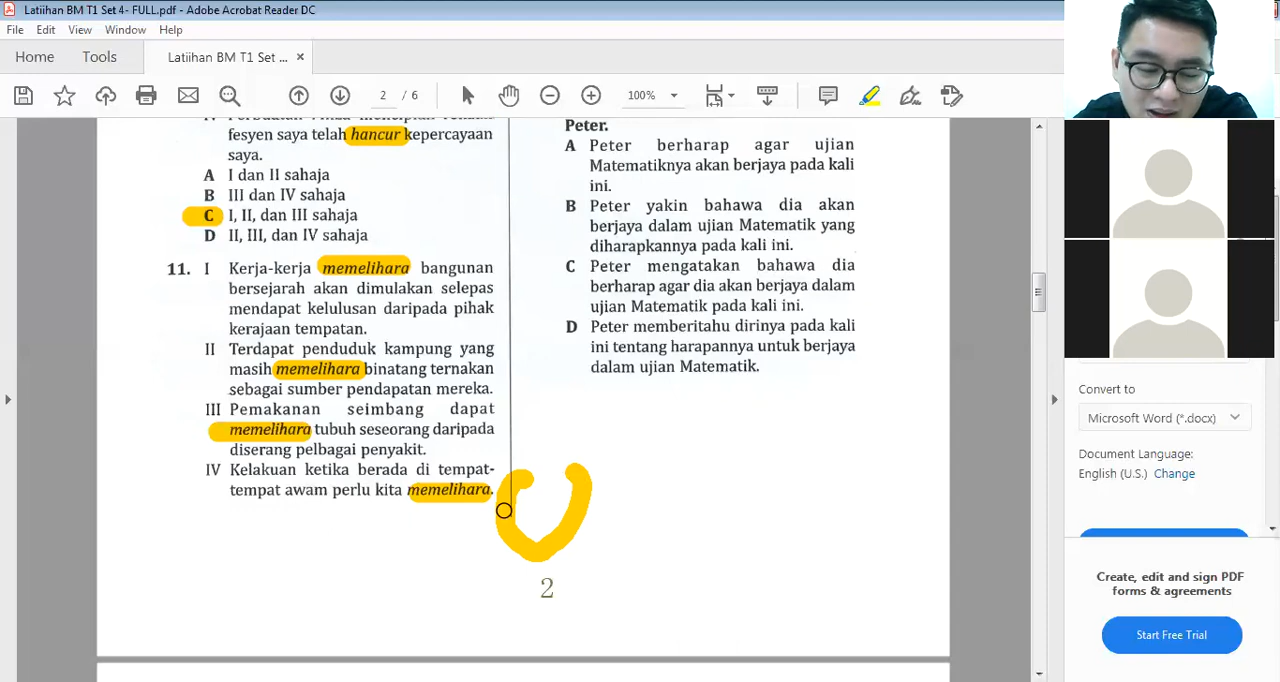 Latiihan BM T1 Set 4- FULL.pdf - Adobe Acrobat Reader DC
File Edit View Window Help
Home Tools Latiihan BM T1 Set ... ×
2 / 6 100%
fesyen saya telah hancur kepercayaan
saya.
A I dan II sahaja
B III dan IV sahaja
C I, II, dan III sahaja
D II, III, dan IV sahaja
11. I Kerja-kerja memelihara bangunan
bersejarah akan dimulakan selepas
mendapat kelulusan daripada pihak
kerajaan tempatan.
II Terdapat penduduk kampung yang
masih memelihara binatang ternakan
sebagai sumber pendapatan mereka.
III Pemakanan seimbang dapat
memelihara tubuh seseorang daripada
diserang pelbagai penyakit.
IV Kelakuan ketika berada di tempat-
tempat awam perlu kita memelihara.
Peter.
A Peter berharap agar ujian
Matematiknya akan berjaya pada kali
ini.
B Peter yakin bahawa dia akan
berjaya dalam ujian Matematik yang
diharapkannya pada kali ini.
C Peter mengatakan bahawa dia
berharap agar dia akan berjaya dalam
ujian Matematik pada kali ini.
D Peter memberitahu dirinya pada kali
ini tentang harapannya untuk berjaya
dalam ujian Matematik.
2
Convert to
Microsoft Word (*.docx)
Document Language:
English (U.S.) Change
Create, edit and sign PDF
forms & agreements
Start Free Trial